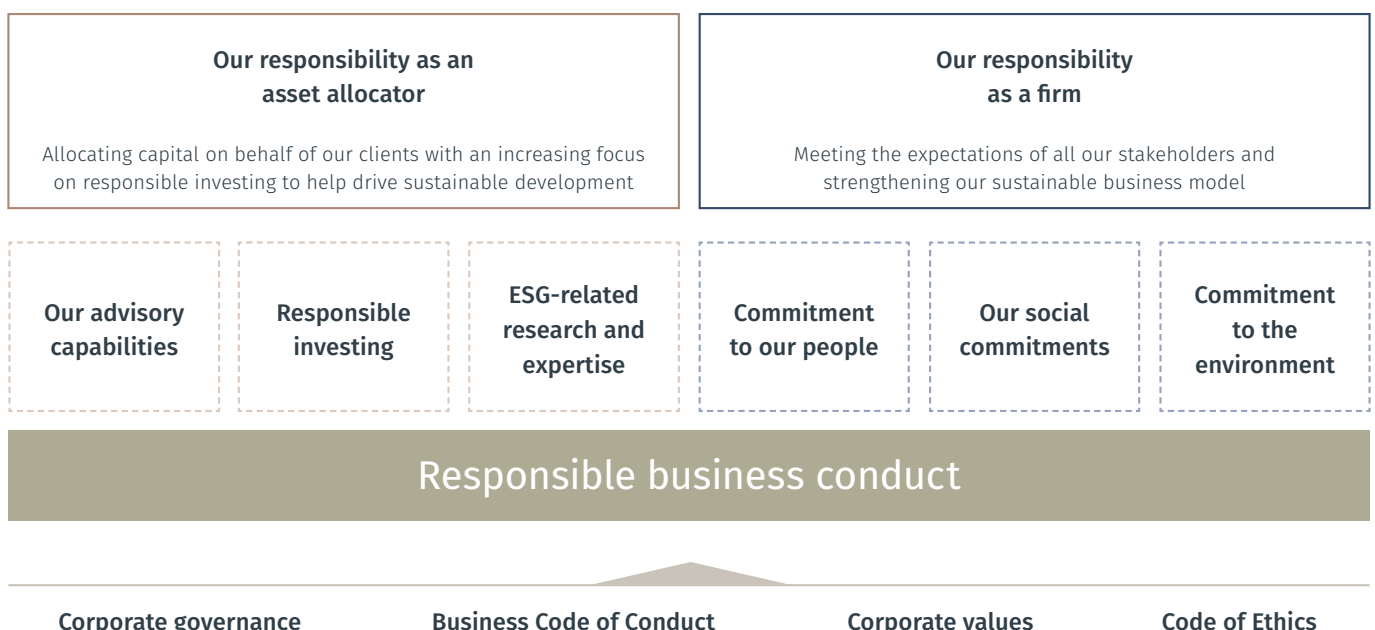 Our responsibility as an
asset allocator
Allocating capital on behalf of our clients with an increasing focus
on responsible investing to help drive sustainable development
Our responsibility
as a firm
Meeting the expectations of all our stakeholders and
strengthening our sustainable business model
Our advisory
capabilities
Responsible
investing
ESG-related
research and
expertise
Commitment
to our people
Our social
commitments
Commitment
to the
environment
Responsible business conduct
Corporate governance
Business Code of Conduct
Corporate values
Code of Ethics